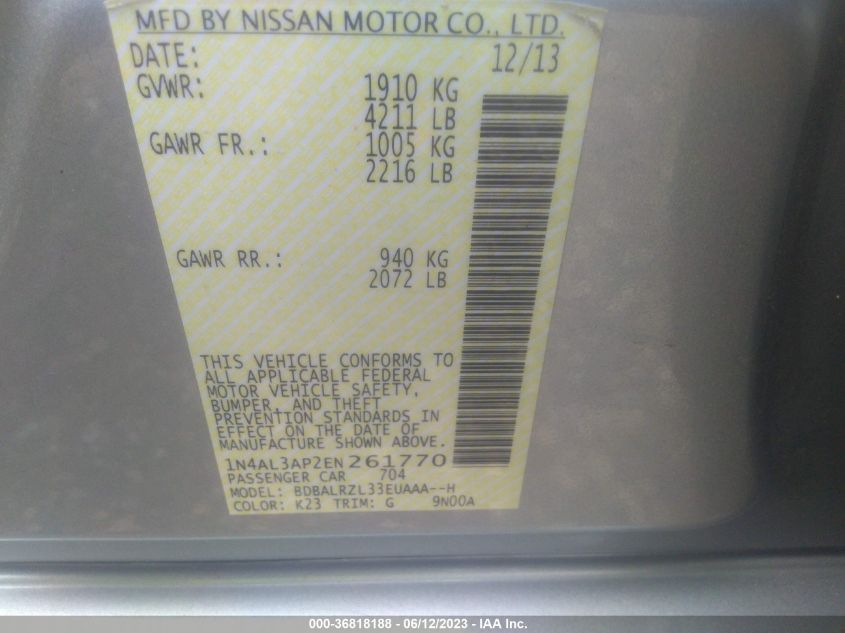 MFD BY NISSAN MOTOR CO., LTD.
DATE: 12/13
GVWR: 1910 KG
4211 LB
GAWR FR.: 1005 KG
2216 LB
GAWR RR.: 940 KG
2072 LB
THIS VEHICLE CONFORMS TO
ALL APPLICABLE FEDERAL
MOTOR VEHICLE SAFETY,
BUMPER, AND THEFT
PREVENTION STANDARDS IN
EFFECT ON THE DATE OF
MANUFACTURE SHOWN ABOVE.
1N4AL3AP2EN261770
PASSENGER CAR 704
MODEL: BDBALRZL33EUAAA--H
COLOR: K23 TRIM: G 9N00A
000-36818188 - 06/12/2023 - IAA Inc.